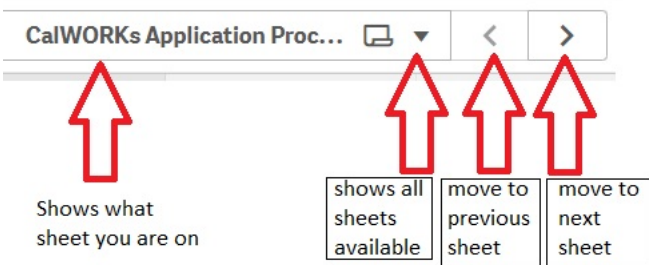 CalWORKs Application Proc...
Shows what
sheet you are on
shows all
sheets
available
move to
previous
sheet
move to
next
sheet